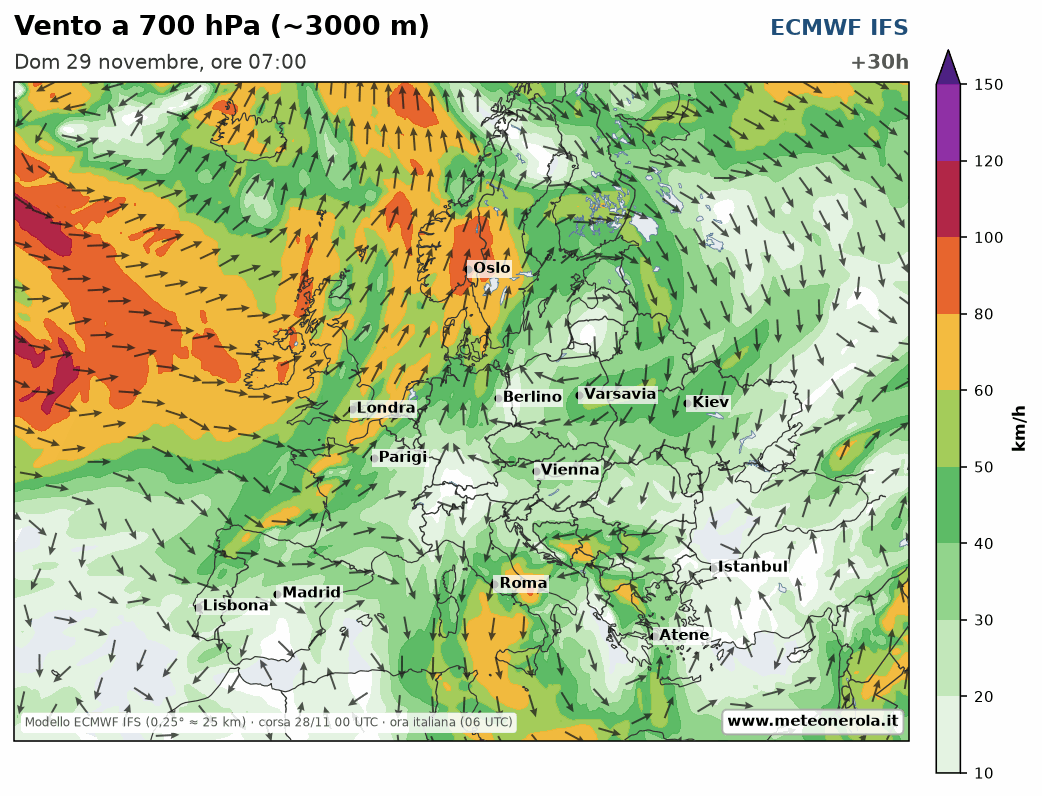 Vento a 700 hPa (~3000 m)
ECMWF IFS
Dom 29 novembre, ore 07:00
+30h
150
120
100
80
60
50
40
30
20
10
km/h
Oslo
Berlino
Varsavia
Kiev
Londra
Parigi
Vienna
Istanbul
Roma
Madrid
Lisbona
Atene
Modello ECMWF IFS (0,25° ≈ 25 km) · corsa 28/11 00 UTC · ora italiana (06 UTC)
www.meteonerola.it